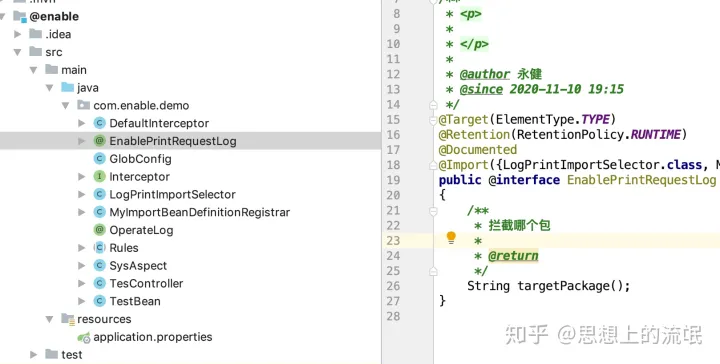 @enable
.idea
src
main
java
com.enable.demo
DefaultInterceptor
EnablePrintRequestLog
GlobConfig
Interceptor
LogPrintImportSelector
MyImportBeanDefinitionRegistrar
OperateLog
Rules
SysAspect
TesController
TestBean
resources
application.properties
test
8 * <p>
9 *
10 * </p>
11 *
12 * @author 永健
13 * @since 2020-11-10 19:15
14 */
15 @Target(ElementType.TYPE)
16 @Retention(RetentionPolicy.RUNTIME)
17 @Documented
18 @Import({LogPrintImportSelector.class, M
19 public @interface EnablePrintRequestLog
20 {
21 /**
22 * 拦截哪个包
23 *
24 * @return
25 */
26 String targetPackage();
27 }
28
知乎 @思想上的流氓